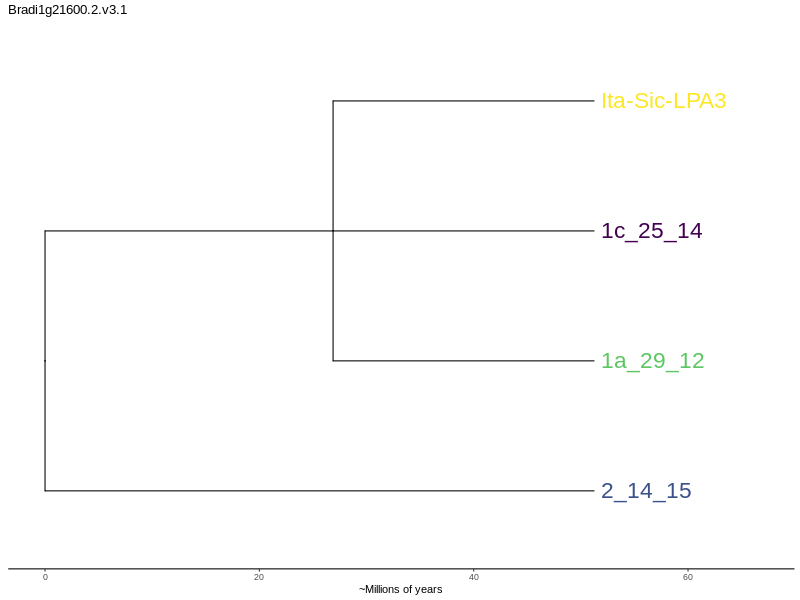 Bradi1g21600.2.v3.1
Ita-Sic-LPA3
1c_25_14
1a_29_12
2_14_15
0 20 40 60
~Millions of years